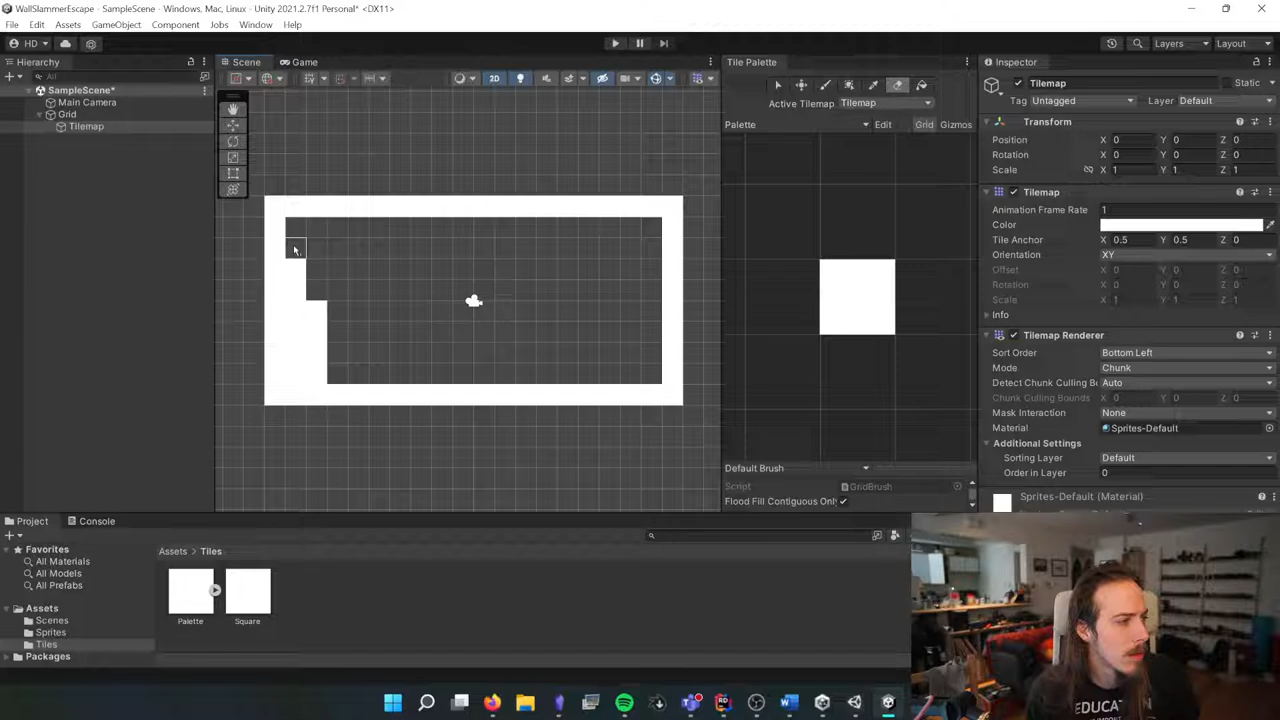 WallSlammerEscape - SampleScene - Windows, Mac, Linux - Unity 2021.2.7f1 Personal* <DX11>
File Edit Assets GameObject Component Jobs Window Help
HD
Layers
Layout
Hierarchy
All
SampleScene*
Main Camera
Grid
Tilemap
Scene
Game
2D
Tile Palette
Active Tilemap Tilemap
Palette
Edit
Grid
Gizmos
Default Brush
Script
GridBrush
Flood Fill Contiguous Only
Inspector
Tilemap
Static
Tag Untagged
Layer Default
Transform
Position X 0 Y 0 Z 0
Rotation X 0 Y 0 Z 0
Scale X 1 Y 1 Z 1
Tilemap
Animation Frame Rate 1
Color
Tile Anchor X 0.5 Y 0.5 Z 0
Orientation XY
Offset X 0 Y 0 Z 0
Rotation X 0 Y 0 Z 0
Scale X 1 Y 1 Z 1
Info
Tilemap Renderer
Sort Order Bottom Left
Mode Chunk
Detect Chunk Culling Bo Auto
Chunk Culling Bounds X 0 Y 0 Z 0
Mask Interaction None
Material Sprites-Default
Additional Settings
Sorting Layer Default
Order in Layer 0
Sprites-Default (Material)
Project
Console
Favorites
All Materials
All Models
All Prefabs
Assets
Scenes
Sprites
Tiles
Packages
Assets > Tiles
Palette
Square
EDUCAT